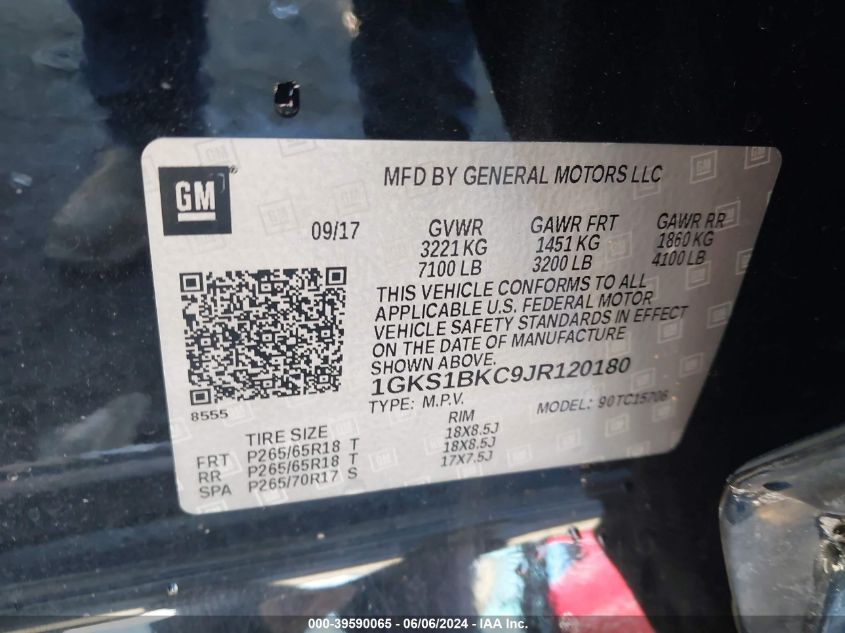 GM
MFD BY GENERAL MOTORS LLC
09/17 GVWR GAWR FRT GAWR RR
3221 KG 1451 KG 1860 KG
7100 LB 3200 LB 4100 LB
THIS VEHICLE CONFORMS TO ALL
APPLICABLE U.S. FEDERAL MOTOR
VEHICLE SAFETY STANDARDS IN EFFECT
ON THE DATE OF MANUFACTURE
SHOWN ABOVE.
1GKS1BKC9JR120180
8555
TYPE: M.P.V. MODEL: 90TC15706
TIRE SIZE RIM
FRT P265/65R18 T 18X8.5J
RR P265/65R18 T 18X8.5J
SPA P265/70R17 S 17X7.5J
000-39590065 - 06/06/2024 - IAA Inc.